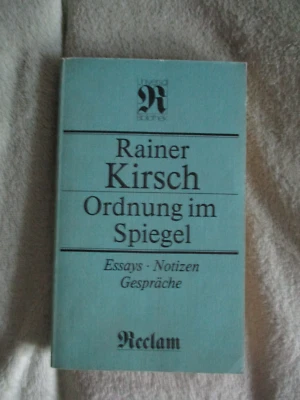 Universal
R
Bibliothek
Rainer
Kirsch
Ordnung im
Spiegel
Essays · Notizen
Gespräche
Reclam